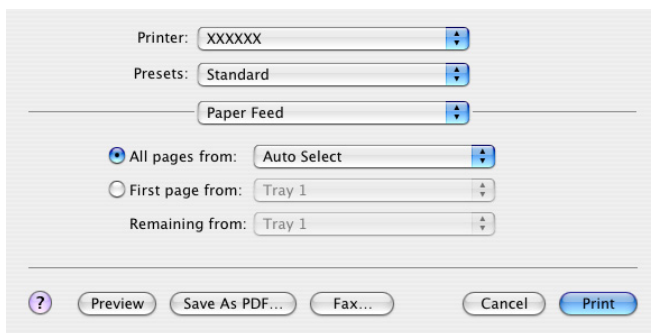 Printer: XXXXXX
Presets: Standard
Paper Feed
All pages from: Auto Select
First page from: Tray 1
Remaining from: Tray 1
? Preview Save As PDF... Fax... Cancel Print